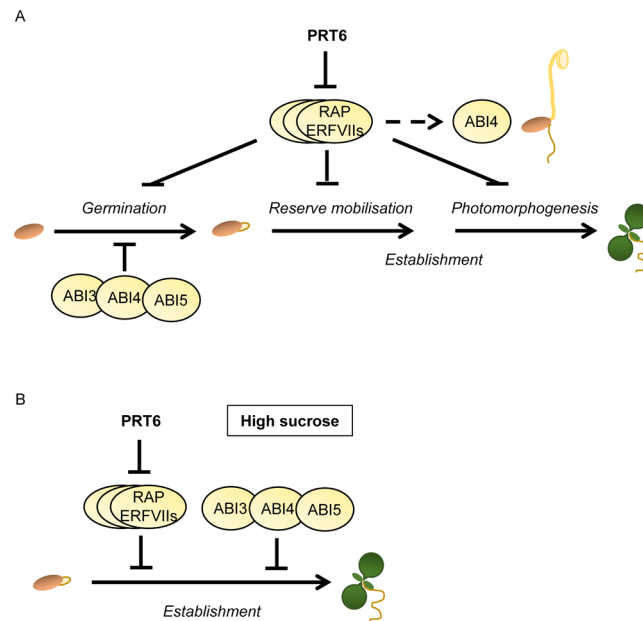 A
PRT6
RAP
ERFVIIs
ABI4
Germination
Reserve mobilisation
Photomorphogenesis
Establishment
ABI3
ABI4
ABI5
B
PRT6
High sucrose
RAP
ERFVIIs
ABI3
ABI4
ABI5
Establishment